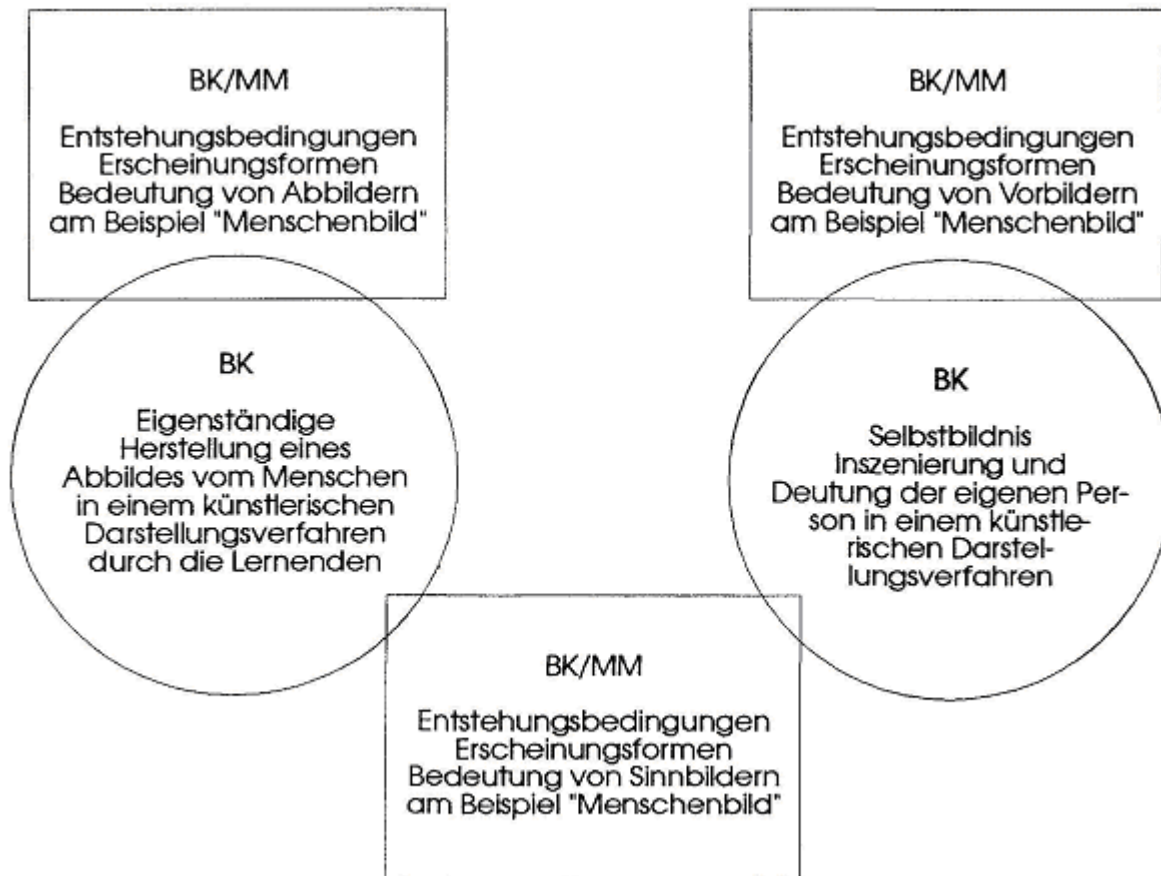 BK/MM
Entstehungsbedingungen
Erscheinungsformen
Bedeutung von Abbildern
am Beispiel "Menschenbild"
BK/MM
Entstehungsbedingungen
Erscheinungsformen
Bedeutung von Vorbildern
am Beispiel "Menschenbild"
BK
Eigenständige
Herstellung eines
Abbildes vom Menschen
in einem künstlerischen
Darstellungsverfahren
durch die Lernenden
BK
Selbstbildnis
Inszenierung und
Deutung der eigenen Per-
son in einem künstle-
rischen Darstel-
lungsverfahren
BK/MM
Entstehungsbedingungen
Erscheinungsformen
Bedeutung von Sinnbildern
am Beispiel "Menschenbild"